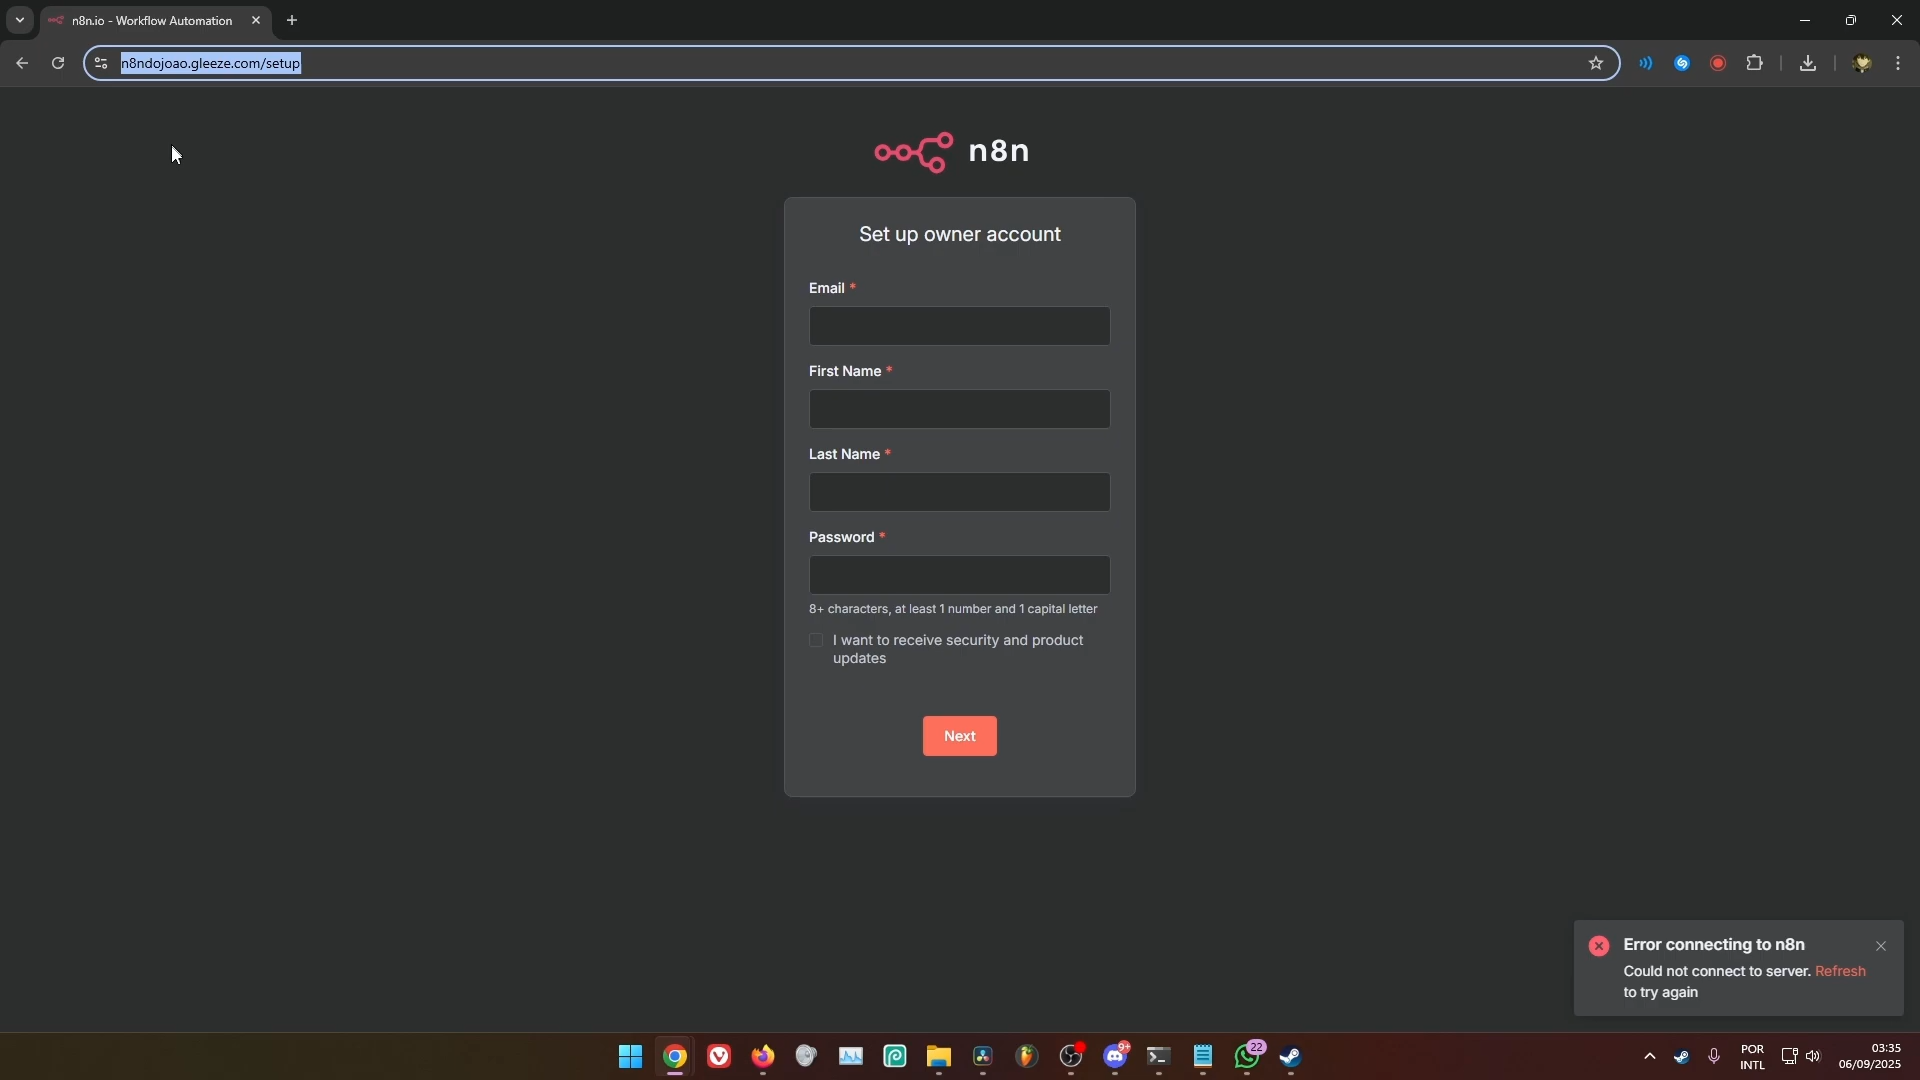 n8n.io - Workflow Automation
n8ndojoao.gleeze.com/setup
n8n
Set up owner account
Email *
First Name *
Last Name *
Password *
8+ characters, at least 1 number and 1 capital letter
I want to receive security and product
updates
Next
Error connecting to n8n
Could not connect to server. Refresh
to try again
9+
22
POR
INTL
03:35
06/09/2025